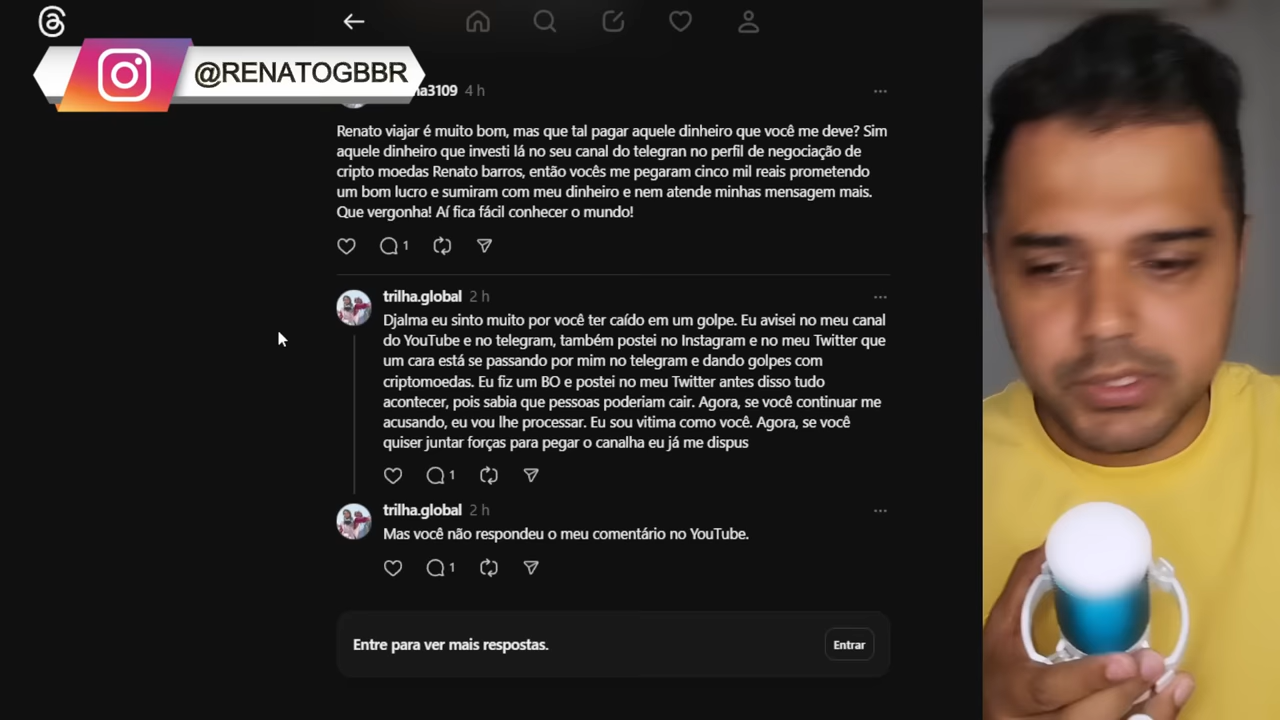 @RENATOGBBR
a3109 4 h
Renato viajar é muito bom, mas que tal pagar aquele dinheiro que você me deve? Sim
aquele dinheiro que investi lá no seu canal do telegran no perfil de negociação de
cripto moedas Renato barros, então vocês me pegaram cinco mil reais prometendo
um bom lucro e sumiram com meu dinheiro e nem atende minhas mensagem mais.
Que vergonha! Aí fica fácil conhecer o mundo!
1
trilha.global 2 h
Djalma eu sinto muito por você ter caído em um golpe. Eu avisei no meu canal
do YouTube e no telegram, também postei no Instagram e no meu Twitter que
um cara está se passando por mim no telegram e dando golpes com
criptomoedas. Eu fiz um BO e postei no meu Twitter antes disso tudo
acontecer, pois sabia que pessoas poderiam cair. Agora, se você continuar me
acusando, eu vou lhe processar. Eu sou vitima como você. Agora, se você
quiser juntar forças para pegar o canalha eu já me dispus
1
trilha.global 2 h
Mas você não respondeu o meu comentário no YouTube.
1
Entre para ver mais respostas.
Entrar